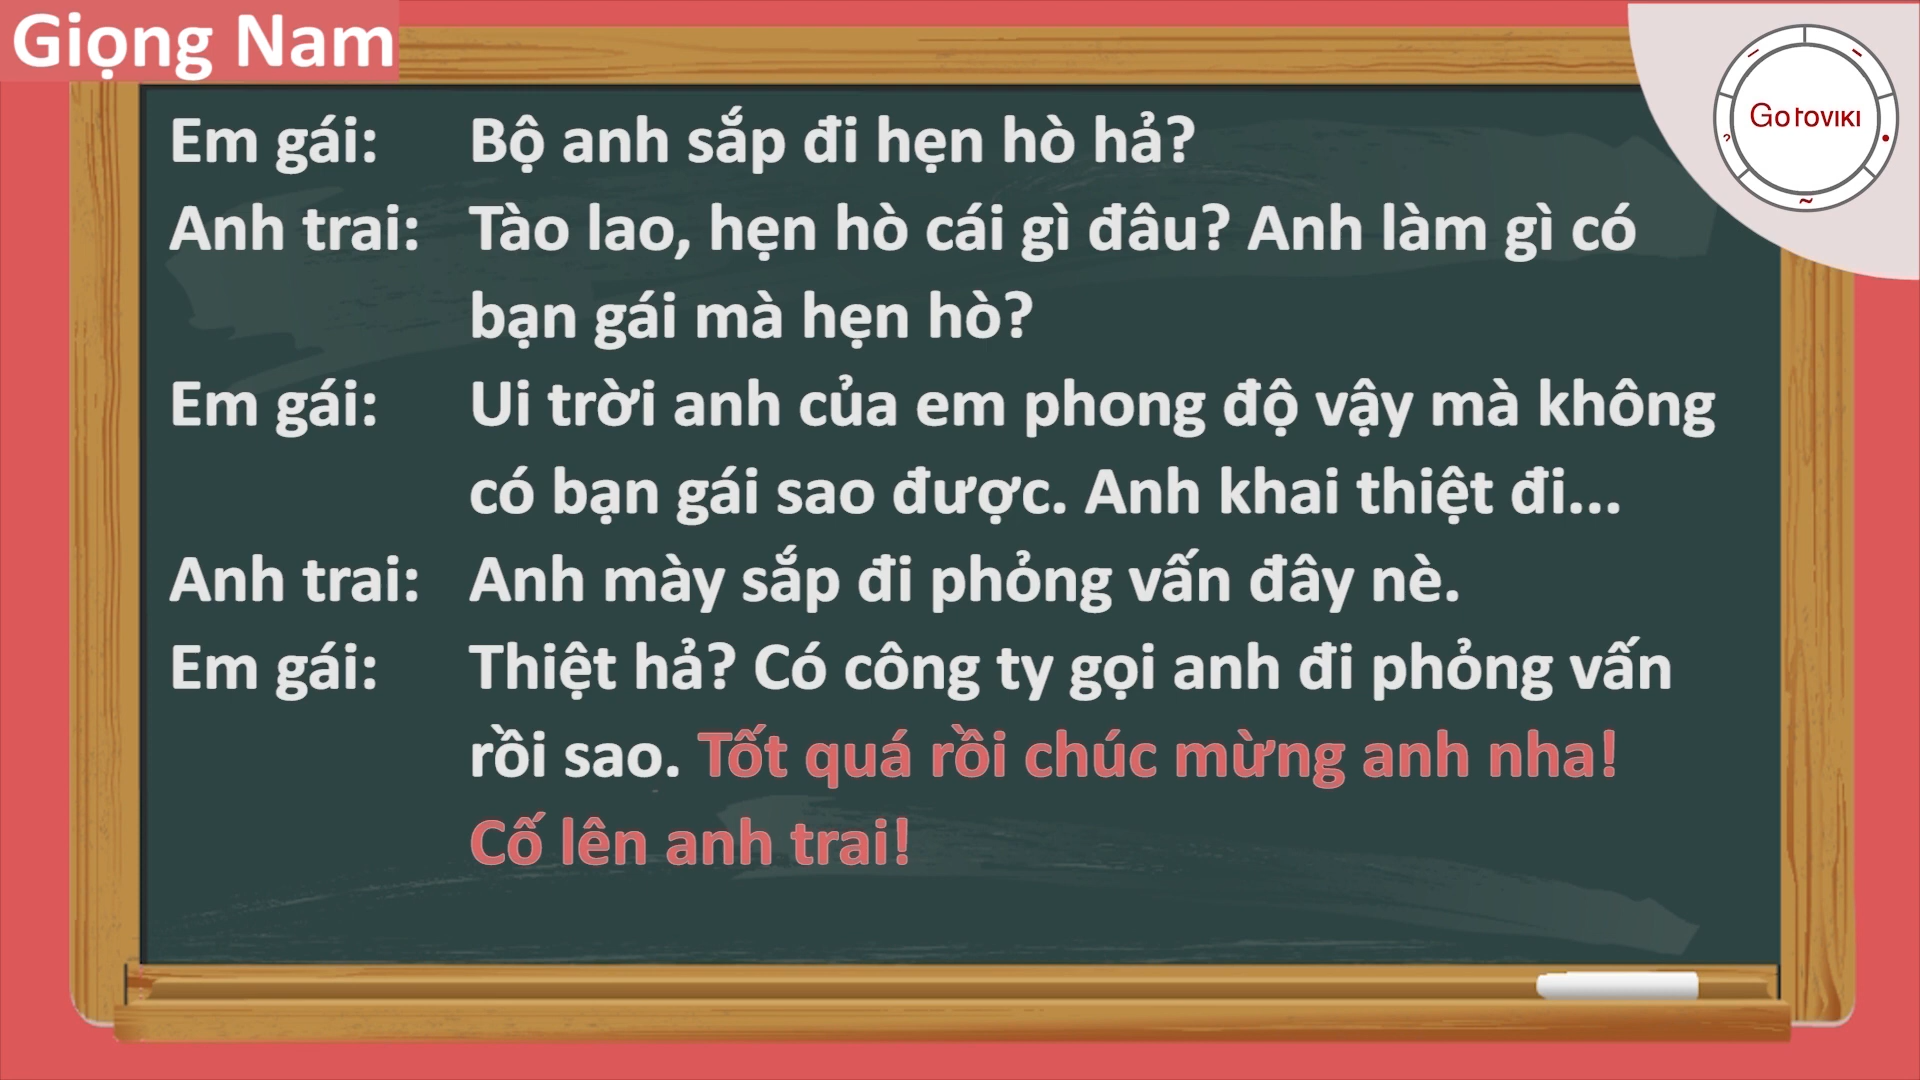 Giọng Nam
Gotoviki
Em gái: Bộ anh sắp đi hẹn hò hả?
Anh trai: Tào lao, hẹn hò cái gì đâu? Anh làm gì có
bạn gái mà hẹn hò?
Em gái: Ui trời anh của em phong độ vậy mà không
có bạn gái sao được. Anh khai thiệt đi...
Anh trai: Anh mày sắp đi phỏng vấn đây nè.
Em gái: Thiệt hả? Có công ty gọi anh đi phỏng vấn
rồi sao. Tốt quá rồi chúc mừng anh nha!
Cố lên anh trai!